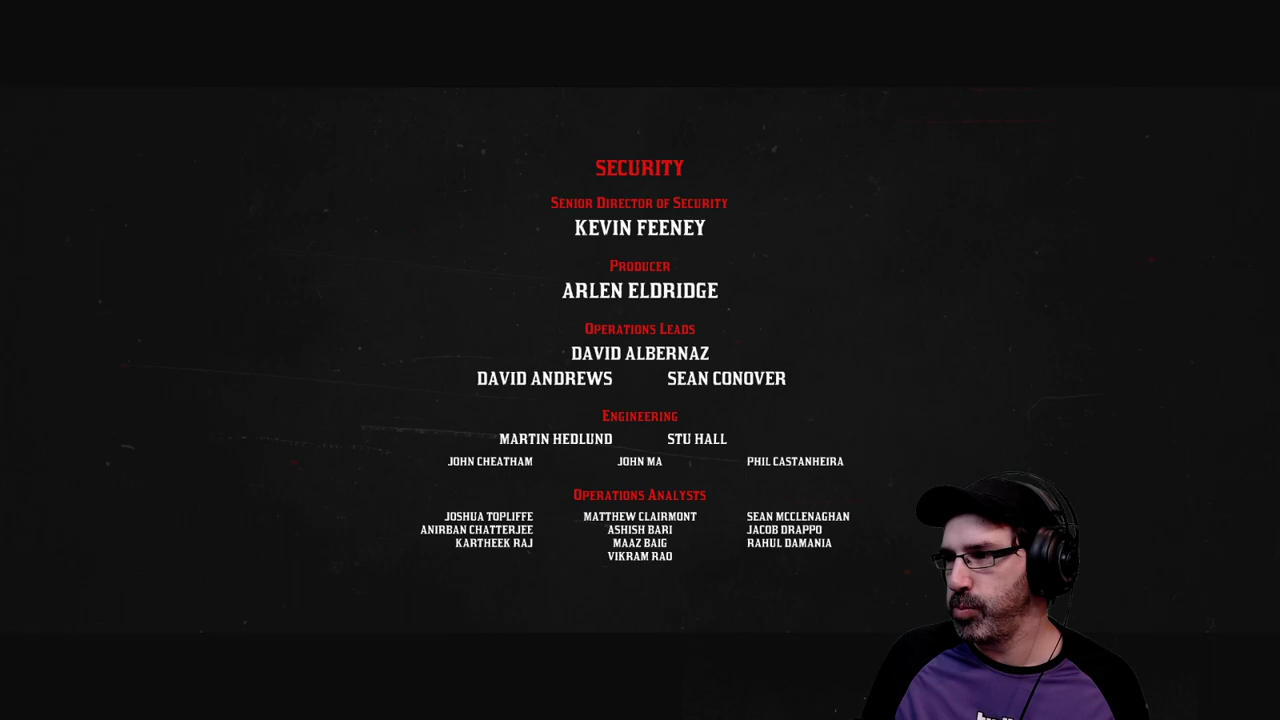 SECURITY
SENIOR DIRECTOR OF SECURITY
KEVIN FEENEY
PRODUCER
ARLEN ELDRIDGE
OPERATIONS LEADS
DAVID ALBERNAZ
DAVID ANDREWS SEAN CONOVER
ENGINEERING
MARTIN HEDLUND STU HALL
JOHN CHEATHAM JOHN MA PHIL CASTANHEIRA
OPERATIONS ANALYSTS
JOSHUA TOPLIFFE MATTHEW CLAIRMONT SEAN MCCLENAGHAN
ANIRBAN CHATTERJEE ASHISH BARI JACOB DRAPPO
KARTHEEK RAJ MAAZ BAIG RAHUL DAMANIA
VIKRAM RAO